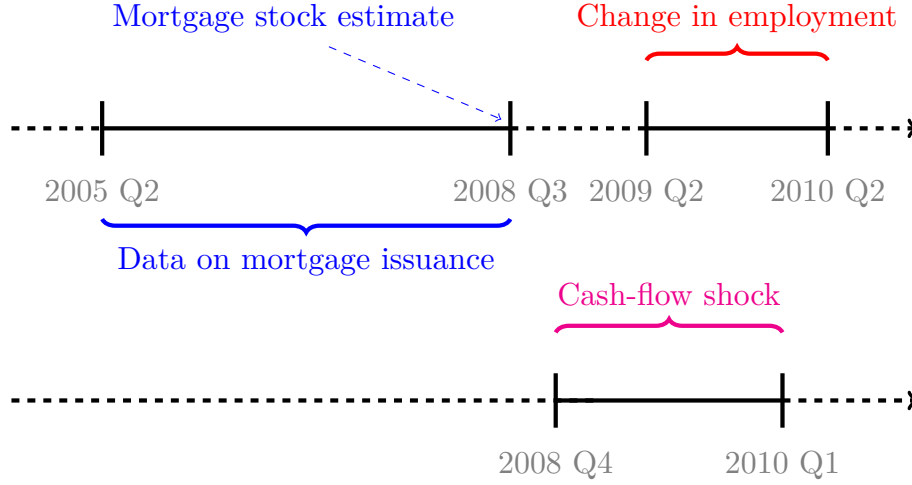 Mortgage stock estimate
Change in employment
2005 Q2
2008 Q3
2009 Q2
2010 Q2
Data on mortgage issuance
Cash-flow shock
2008 Q4
2010 Q1